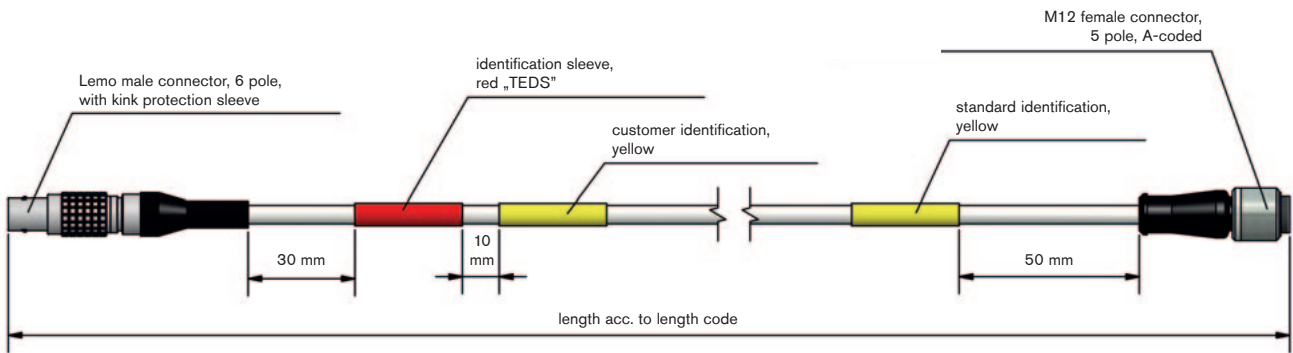 M12 female connector,
5 pole, A-coded
identification sleeve,
red „TEDS”
Lemo male connector, 6 pole,
with kink protection sleeve
standard identification,
yellow
customer identification,
yellow
30 mm
10
mm
50 mm
length acc. to length code